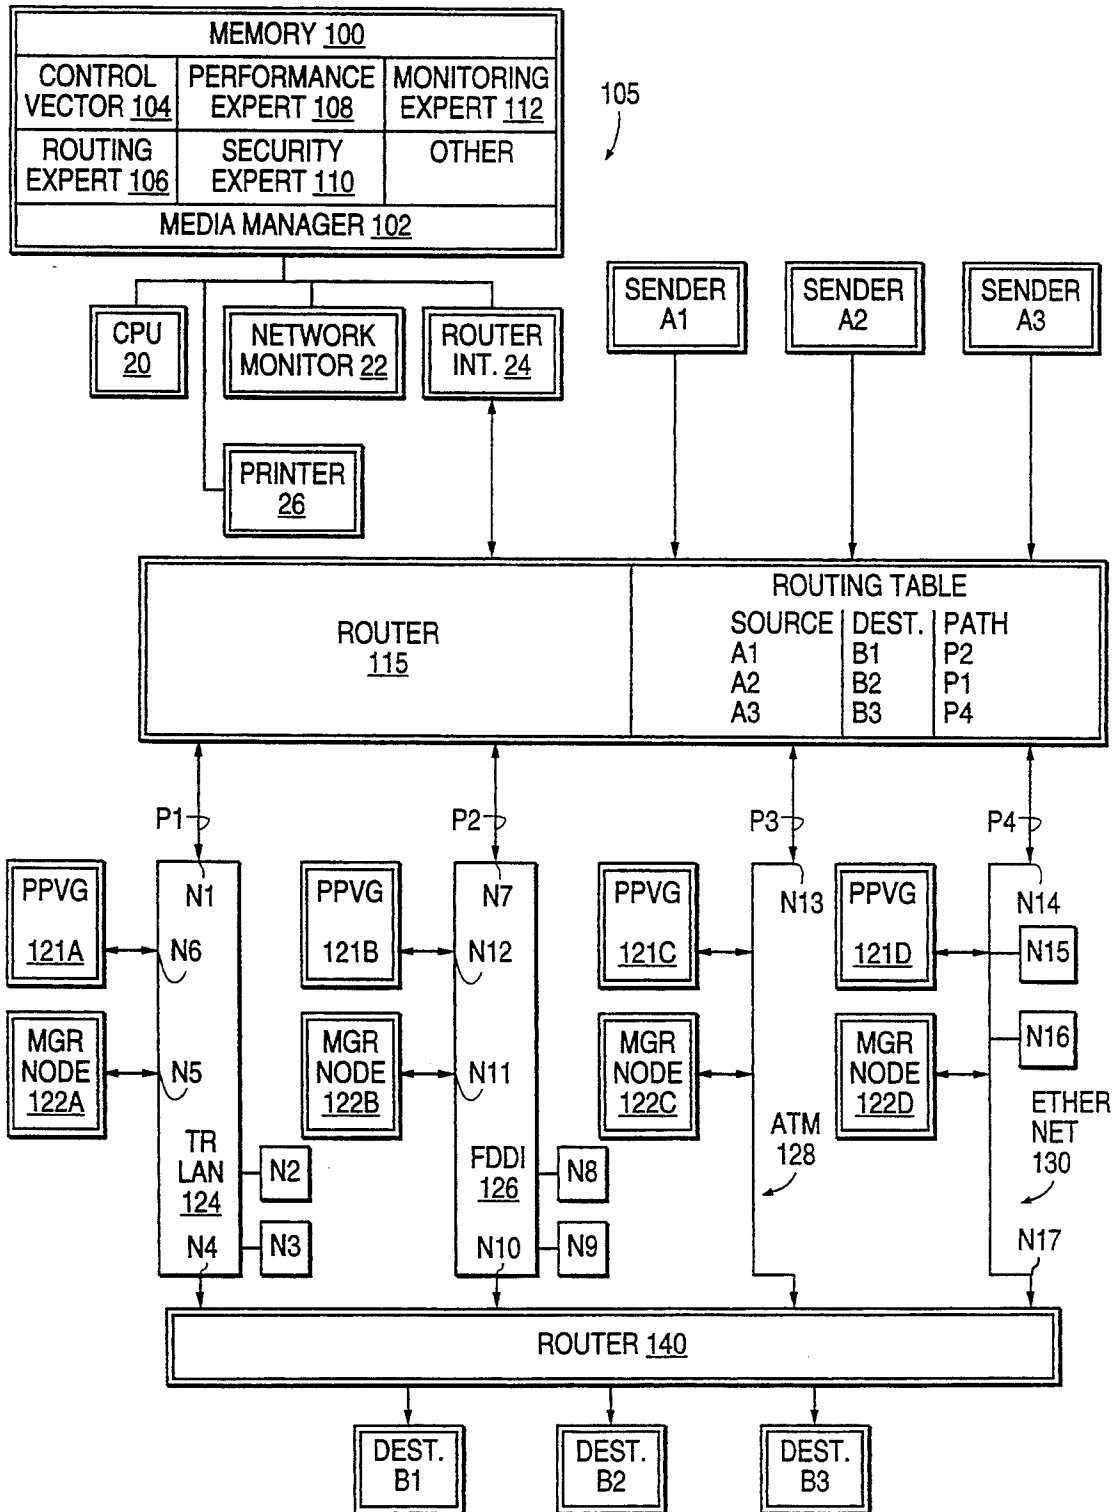 MEMORY 100
CONTROL
VECTOR 104
PERFORMANCE
EXPERT 108
MONITORING
EXPERT 112
ROUTING
EXPERT 106
SECURITY
EXPERT 110
OTHER
MEDIA MANAGER 102
105
CPU
20
NETWORK
MONITOR 22
ROUTER
INT. 24
PRINTER
26
SENDER
A1
SENDER
A2
SENDER
A3
ROUTER
115
ROUTING TABLE
SOURCE DEST. PATH
A1 B1 P2
A2 B2 P1
A3 B3 P4
P1
P2
P3
P4
PPVG
121A
MGR
NODE
122A
N1
N6
N5
TR
LAN
124
N4
N2
N3
PPVG
121B
MGR
NODE
122B
N7
N12
N11
FDDI
126
N10
N8
N9
PPVG
121C
MGR
NODE
122C
N13
ATM
128
PPVG
121D
MGR
NODE
122D
N14
N15
N16
ETHER
NET
130
N17
ROUTER 140
DEST.
B1
DEST.
B2
DEST.
B3